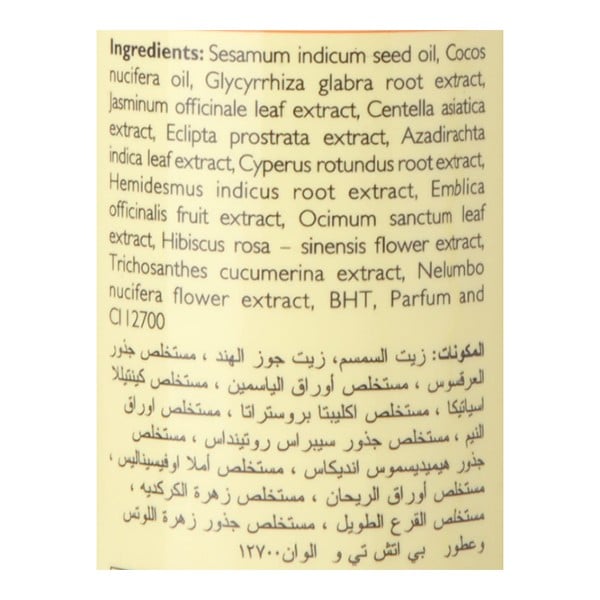 Ingredients: Sesamum indicum seed oil, Cocos
nucifera oil, Glycyrrhiza glabra root extract,
Jasminum officinale leaf extract, Centella asiatica
extract, Eclipta prostrata extract, Azadirachta
indica leaf extract, Cyperus rotundus root extract,
Hemidesmus indicus root extract, Emblica
officinalis fruit extract, Ocimum sanctum leaf
extract, Hibiscus rosa – sinensis flower extract,
Trichosanthes cucumerina extract, Nelumbo
nucifera flower extract, BHT, Parfum and
CI 12700
المكونات: زيت السمسم، زيت جوز الهند ، مستخلص جذور
العرقسوس ، مستخلص أوراق الياسمين، مستخلص كينتيلا
اسياتيكا ، مستخلص اكليبتا بروستراتا ، مستخلص اوراق
النيم ، مستخلص جذور سيبراس روتينداس ، مستخلص
جذور هيميديسموس انديكاس ، مستخلص أملا اوفيسيناليس ،
مستخلص أوراق الريحان ، مستخلص زهرة الكركديه ،
مستخلص القرع الطويل ، مستخلص جذور زهرة اللوتس
وعطور بي اتش تي و الوان ١٢٧٠٠